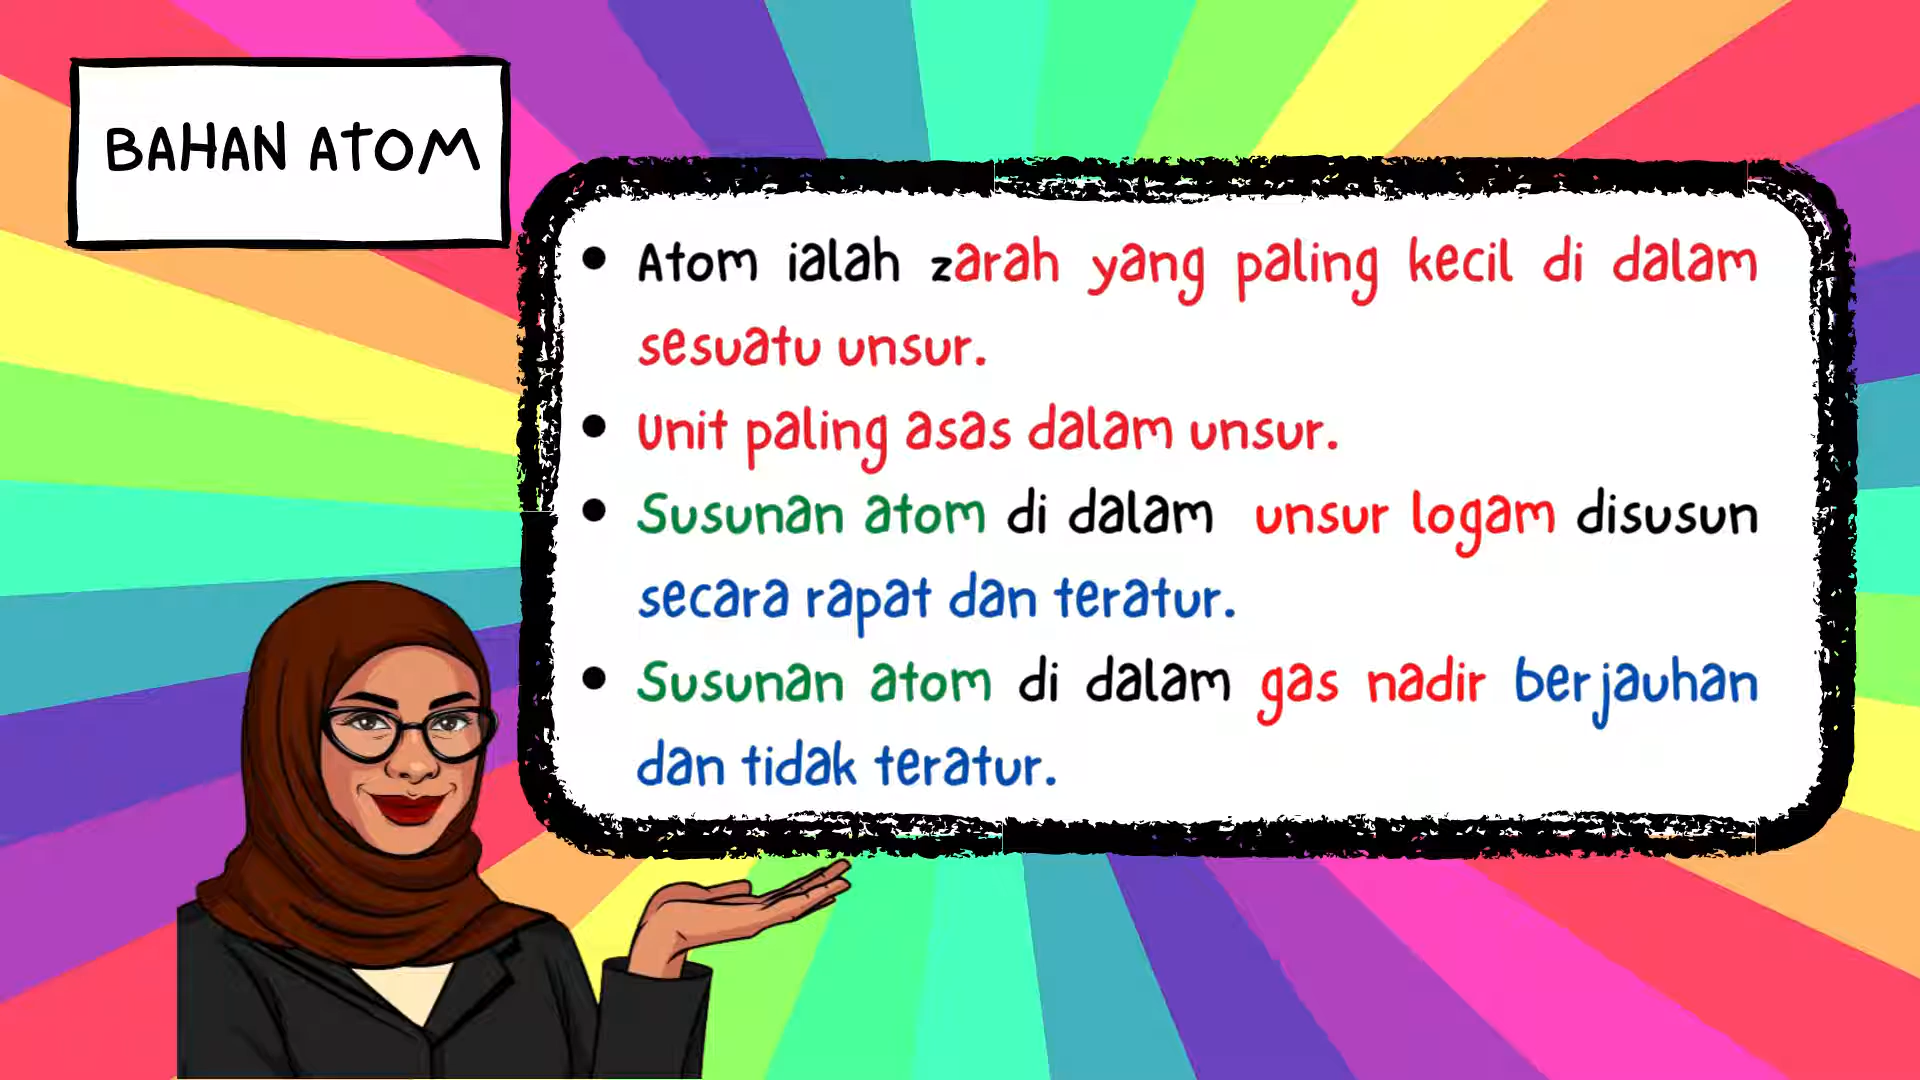 BAHAN ATOM
• Atom ialah zarah yang paling kecil di dalam
sesuatu unsur.
• Unit paling asas dalam unsur.
• Susunan atom di dalam unsur logam disusun
secara rapat dan teratur.
• Susunan atom di dalam gas nadir berjauhan
dan tidak teratur.